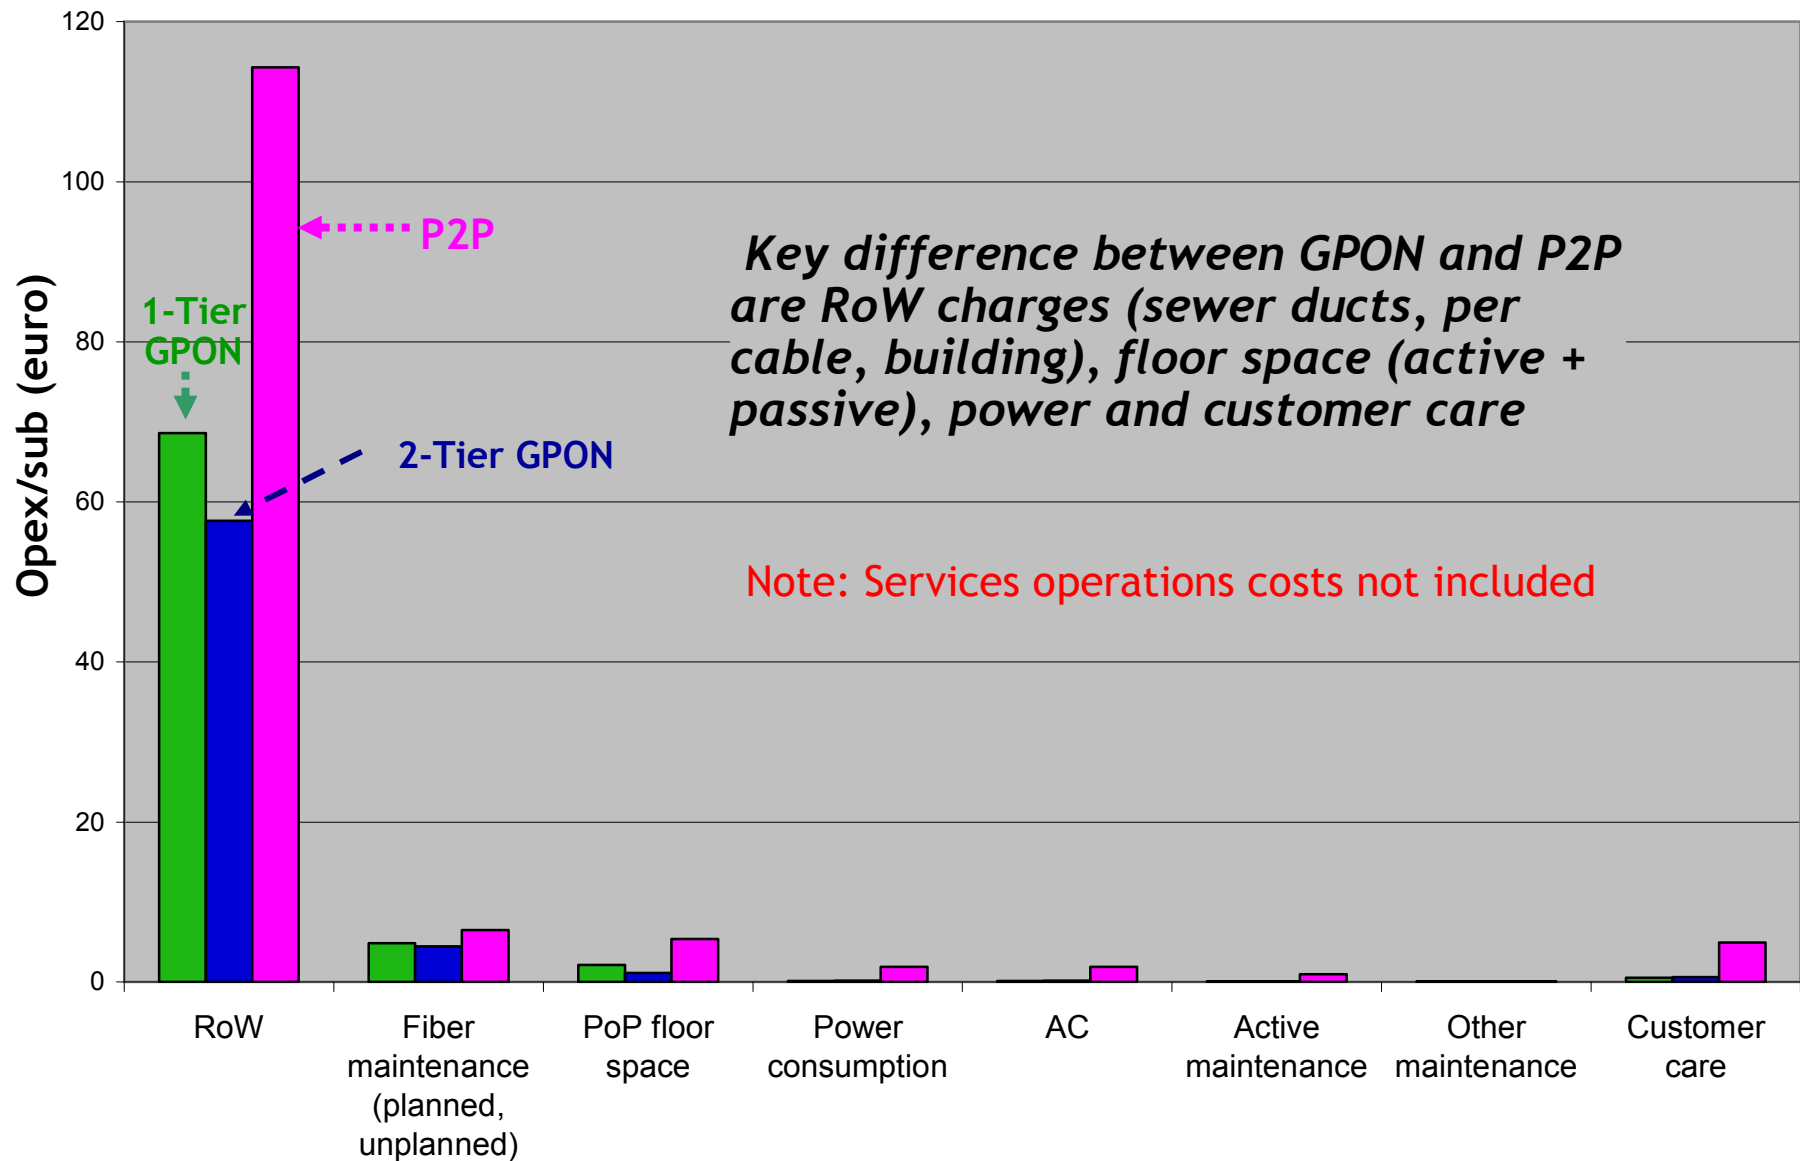 120
100
80
60
40
20
0
Opex/sub (euro)
P2P
1-Tier
GPON
2-Tier GPON
Key difference between GPON and P2P
are RoW charges (sewer ducts, per
cable, building), floor space (active +
passive), power and customer care
Note: Services operations costs not included
RoW
Fiber
maintenance
(planned,
unplanned)
PoP floor
space
Power
consumption
AC
Active
maintenance
Other
maintenance
Customer
care